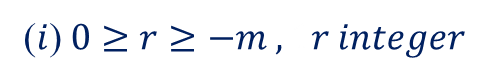 (i) 0 ≥ r ≥ −m , r integer